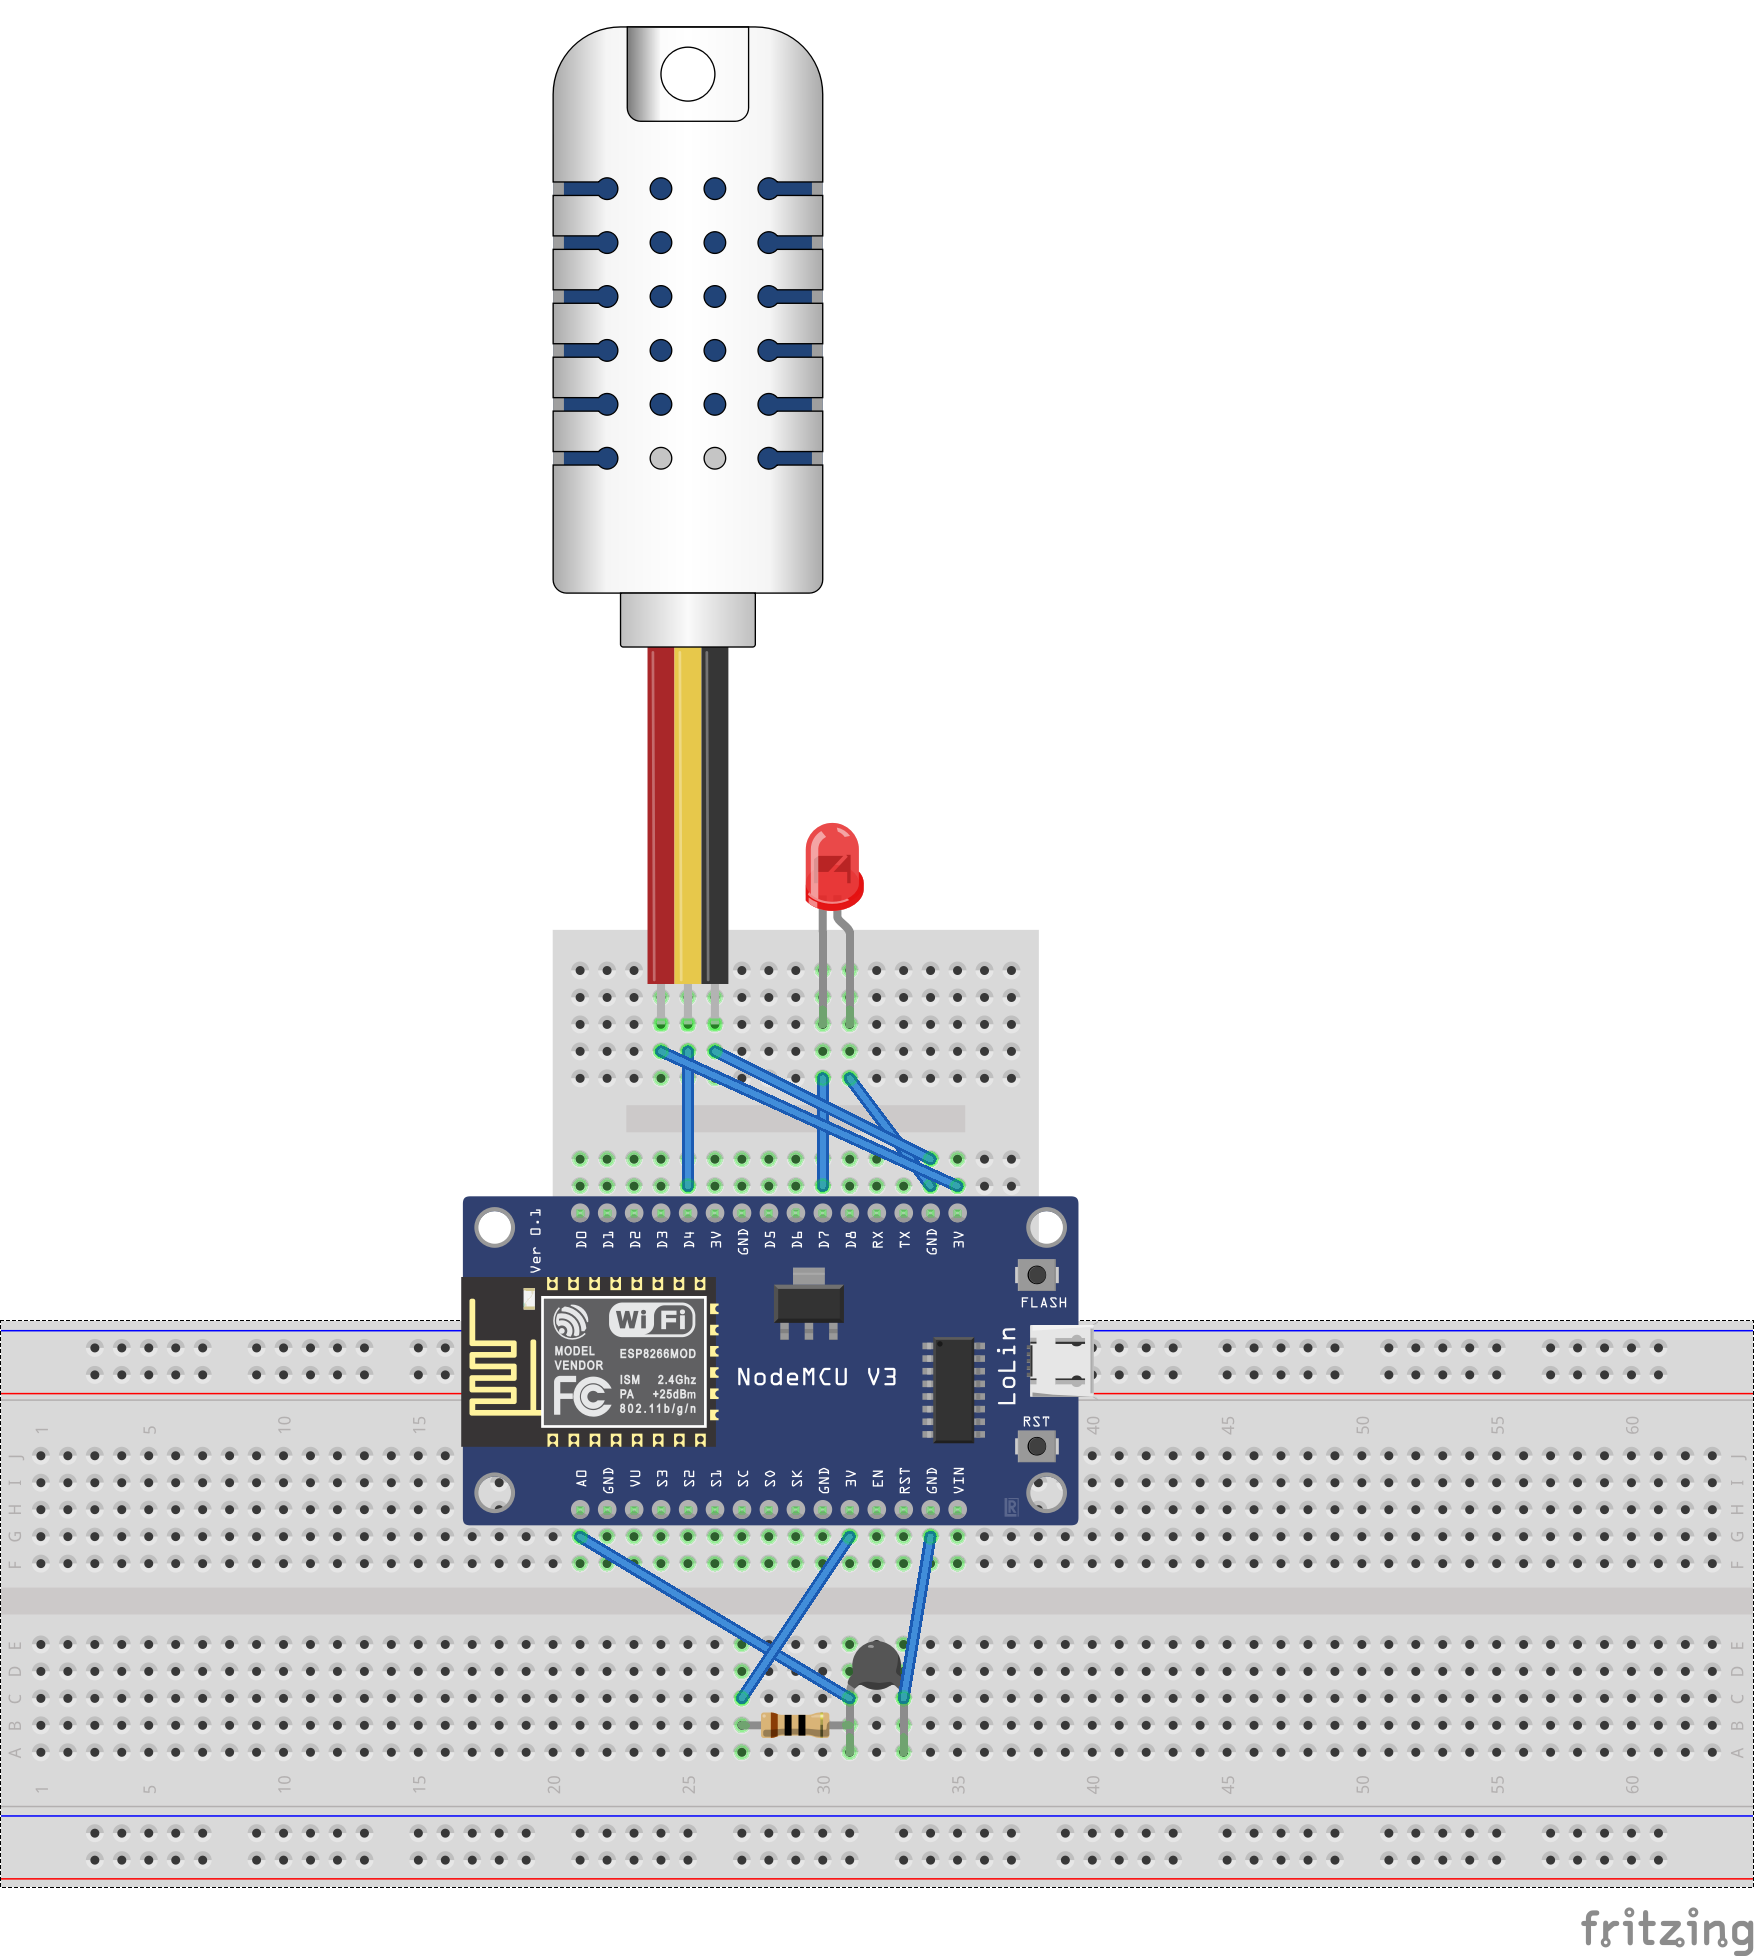 Ver 0.1
D0 D1 D2 D3 D4 3V GND D5 D6 D7 D8 RX TX GND 3V
FLASH
Wi Fi
MODEL
VENDOR
ESP8266MOD
FC
ISM 2.4Ghz
PA +25dBm
802.11b/g/n
NodeMCU V3
LoLin
RST
A0 GND VU S3 S2 S1 SC S0 SK GND 3V EN RST GND VIN
R
1 5 10 15 40 45 50 55 60
J J
I I
H H
G G
F F
E E
D D
C C
B B
A A
1 5 10 15 20 25 30 35 40 45 50 55 60
fritzing